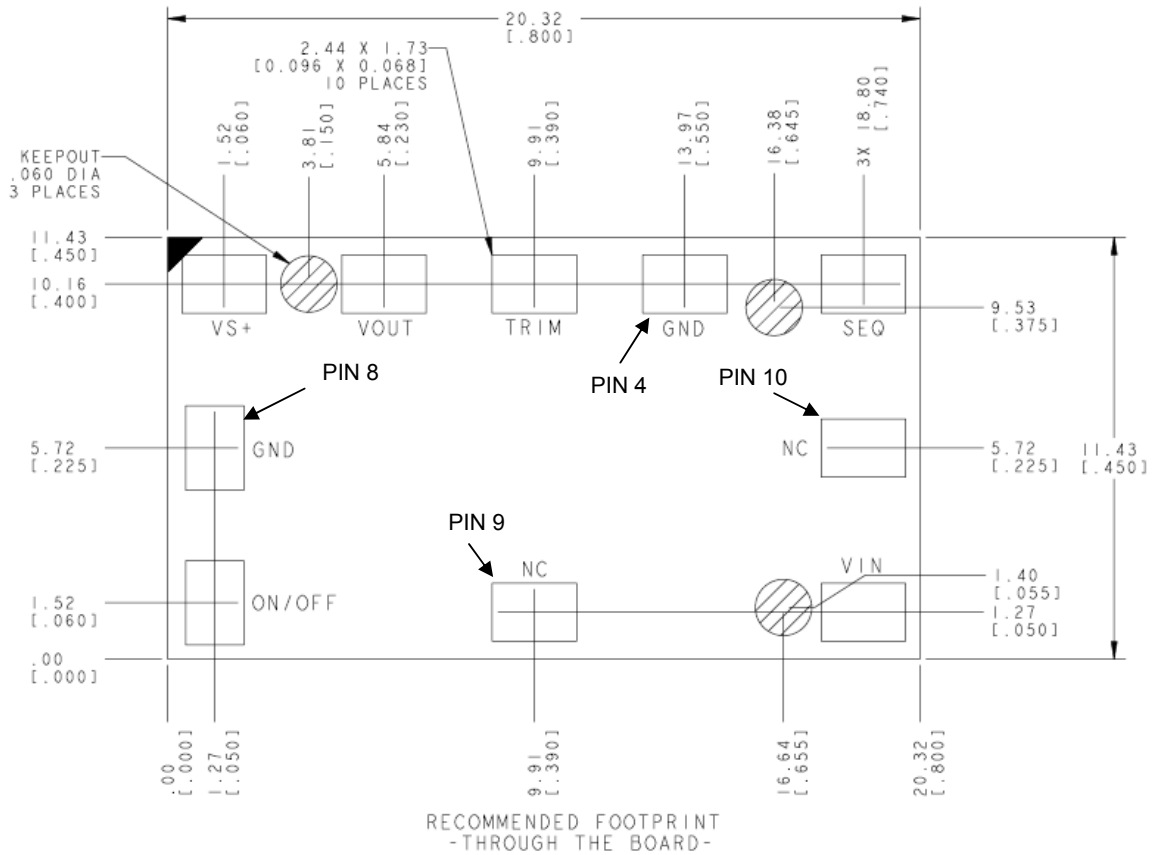 20.32
[.800]
2.44 X 1.73
[0.096 X 0.068]
10 PLACES
1.52
[.060]
3.81
[.150]
5.84
[.230]
9.91
[.390]
13.97
[.550]
16.38
[.645]
3X 18.80
[.740]
KEEPOUT
.060 DIA
3 PLACES
11.43
[.450]
10.16
[.400]
9.53
[.375]
VS+
VOUT
TRIM
GND
SEQ
PIN 8
PIN 4
PIN 10
5.72
[.225]
GND
NC
5.72
[.225]
11.43
[.450]
PIN 9
NC
VIN
1.52
[.060]
ON/OFF
1.40
[.055]
1.27
[.050]
.00
[.000]
.00
[.000]
1.27
[.050]
9.91
[.390]
16.64
[.655]
20.32
[.800]
RECOMMENDED FOOTPRINT
-THROUGH THE BOARD-